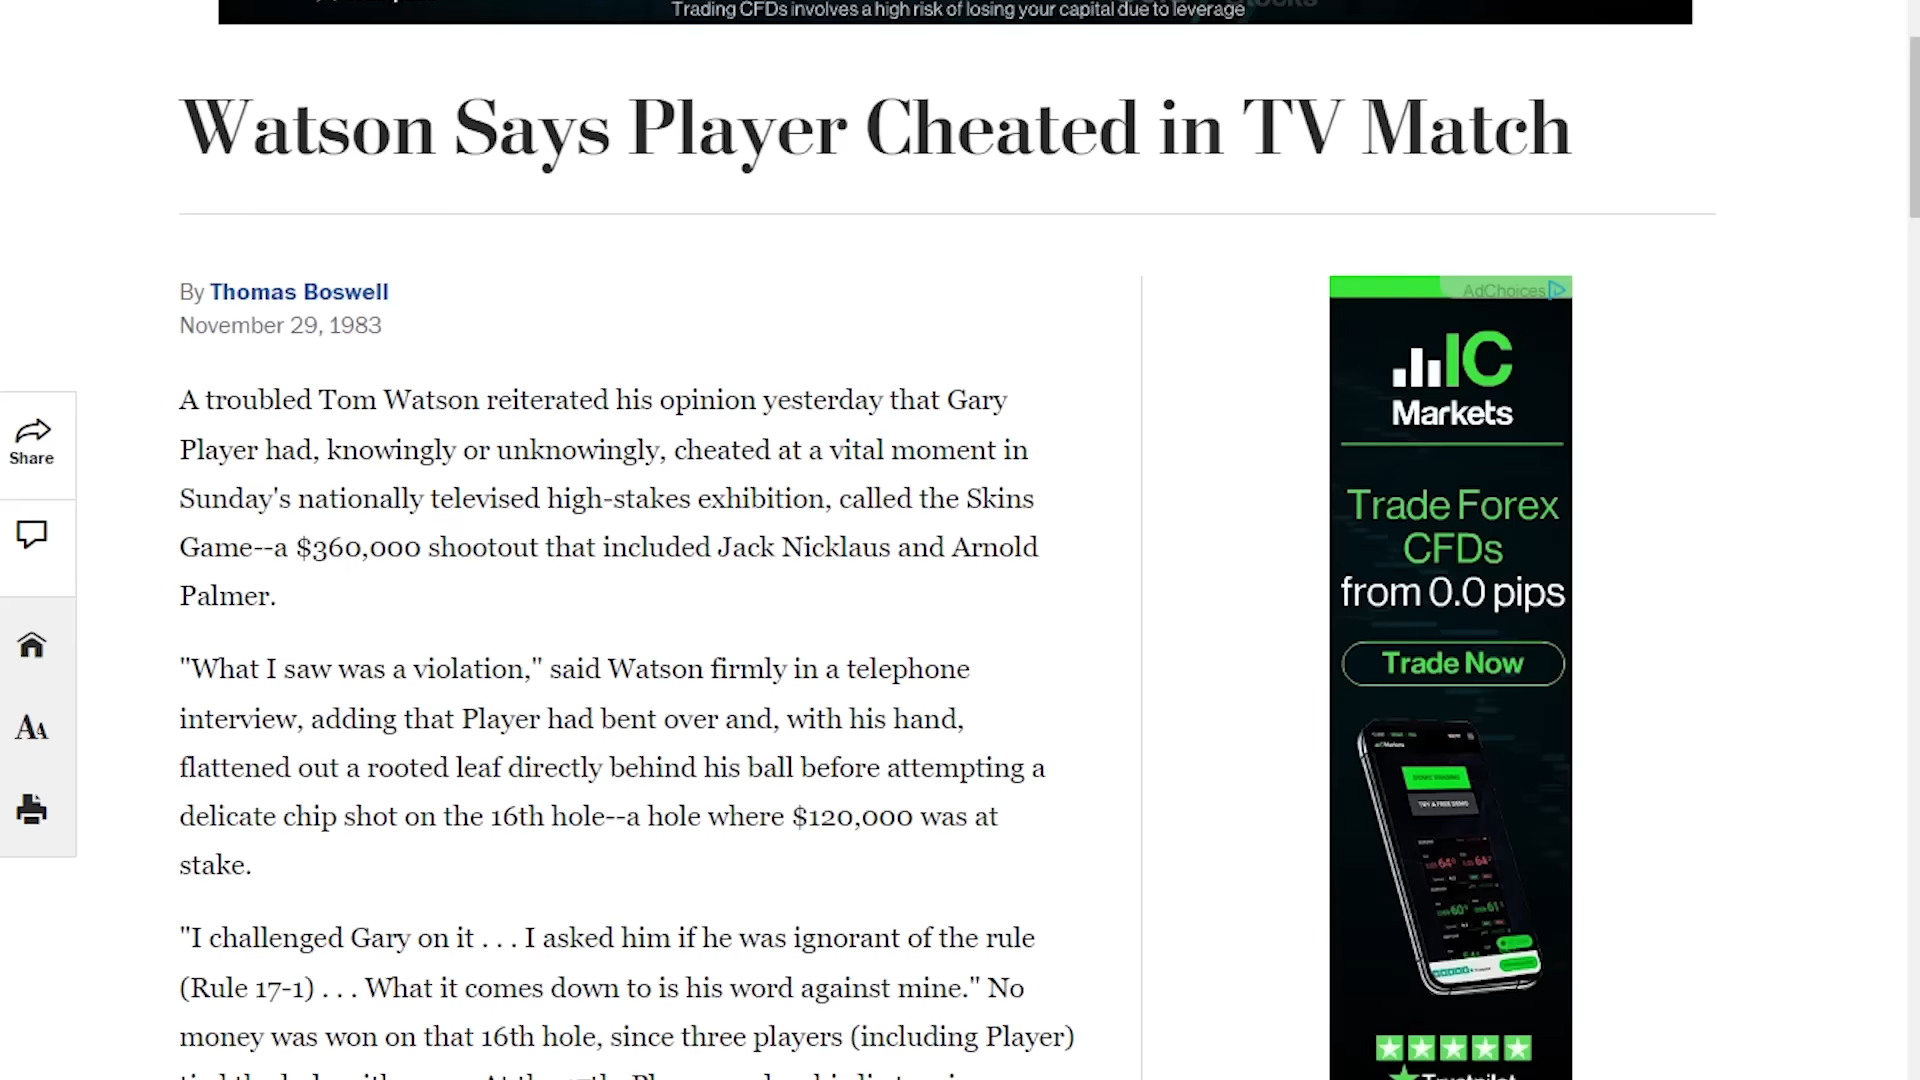 Trading CFDs involves a high risk of losing your capital due to leverage
Watson Says Player Cheated in TV Match
By Thomas Boswell
November 29, 1983
A troubled Tom Watson reiterated his opinion yesterday that Gary
Player had, knowingly or unknowingly, cheated at a vital moment in
Sunday's nationally televised high-stakes exhibition, called the Skins
Game--a $360,000 shootout that included Jack Nicklaus and Arnold
Palmer.
"What I saw was a violation," said Watson firmly in a telephone
interview, adding that Player had bent over and, with his hand,
flattened out a rooted leaf directly behind his ball before attempting a
delicate chip shot on the 16th hole--a hole where $120,000 was at
stake.
"I challenged Gary on it . . . I asked him if he was ignorant of the rule
(Rule 17-1) . . . What it comes down to is his word against mine." No
money was won on that 16th hole, since three players (including Player)
Share
AA
AdChoices
IC
Markets
Trade Forex
CFDs
from 0.0 pips
Trade Now
Trustpilot